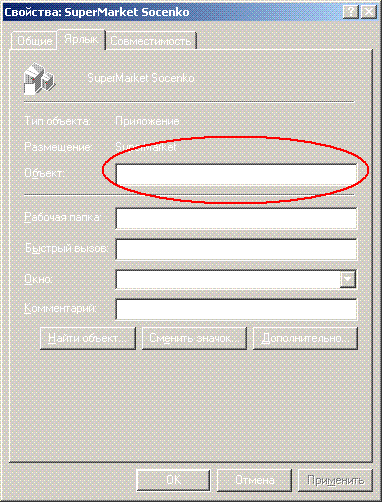 Свойства: SuperMarket Socenko
Общие Ярлык Совместимость
SuperMarket Socenko
Тип объекта: Приложение
Размещение: Supermarket
Объект:
Рабочая папка:
Быстрый вызов:
Окно:
Комментарий:
Найти объект... Сменить значок... Дополнительно...
OK Отмена Применить